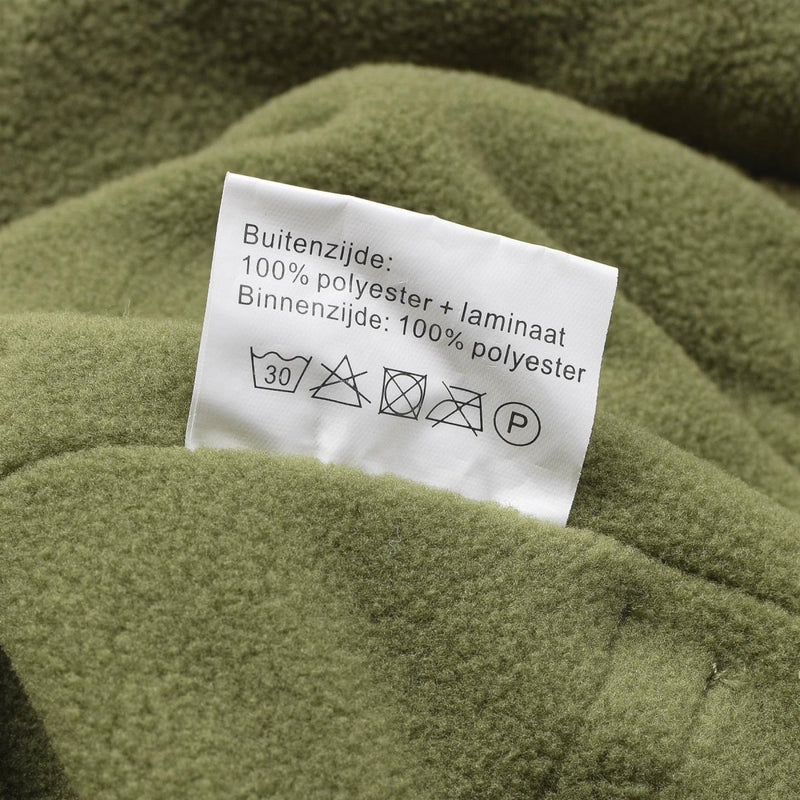 Buitenzijde:
100% polyester + laminaat
Binnenzijde: 100% polyester
30 P